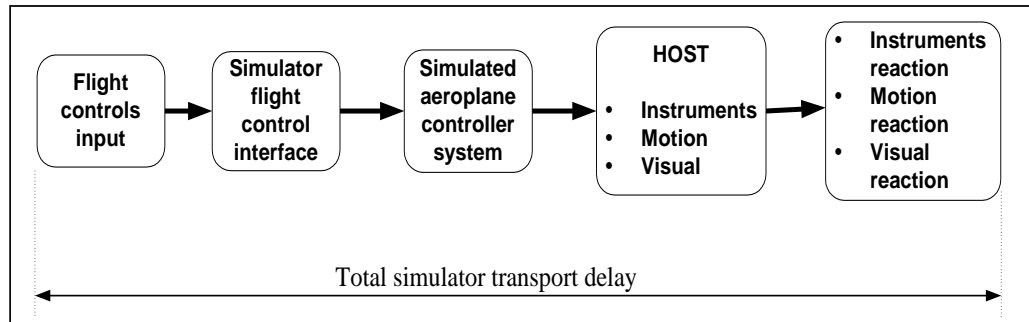 Flight
controls
input
Simulator
flight
control
interface
Simulated
aeroplane
controller
system
HOST
• Instruments
• Motion
• Visual
• Instruments
reaction
• Motion
reaction
• Visual
reaction
Total simulator transport delay